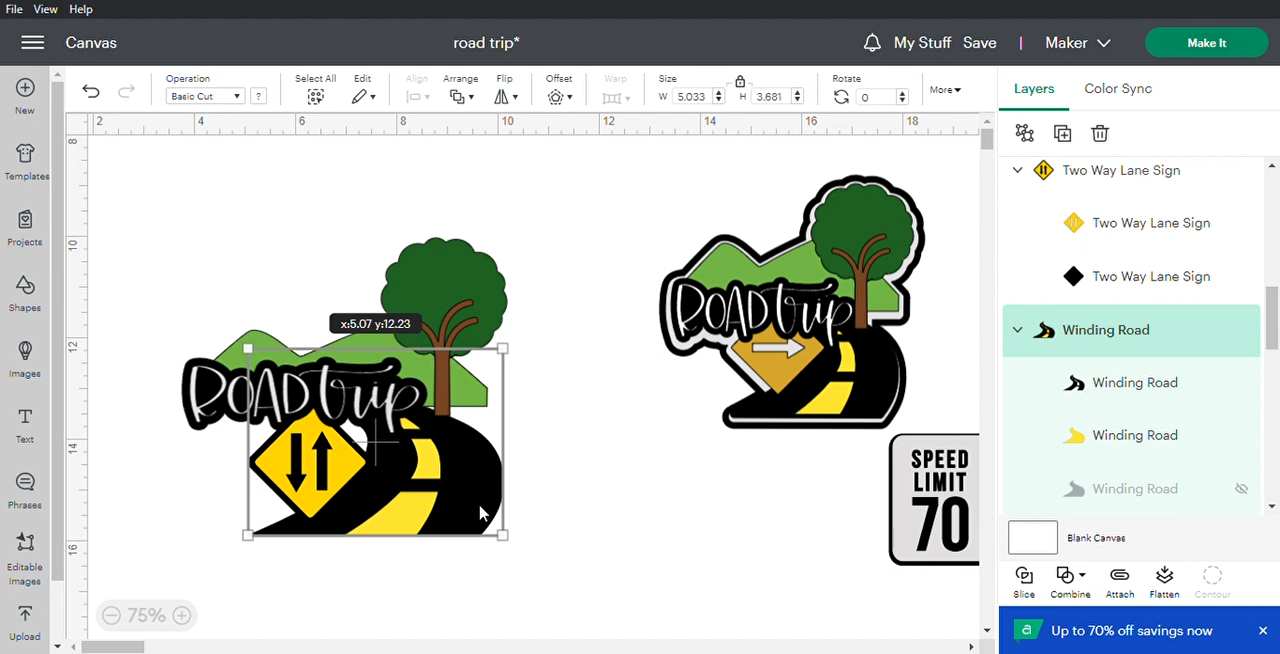 File View Help
Canvas
road trip*
My Stuff Save | Maker
Make It
New
Templates
Projects
Shapes
Images
Text
Phrases
Editable
Images
Upload
Operation
Basic Cut
?
Select All
Edit
Align
Arrange
Flip
Offset
Warp
Size
W 5.033
H 3.681
Rotate
0
More
2 4 6 8 10 12 14 16 18
8
10
12
14
16
x:5.07 y:12.23
ROAD trip
ROAD trip
SPEED
LIMIT
70
75%
Layers
Color Sync
Two Way Lane Sign
Two Way Lane Sign
Two Way Lane Sign
Winding Road
Winding Road
Winding Road
Winding Road
Blank Canvas
Slice
Combine
Attach
Flatten
Contour
a
Up to 70% off savings now